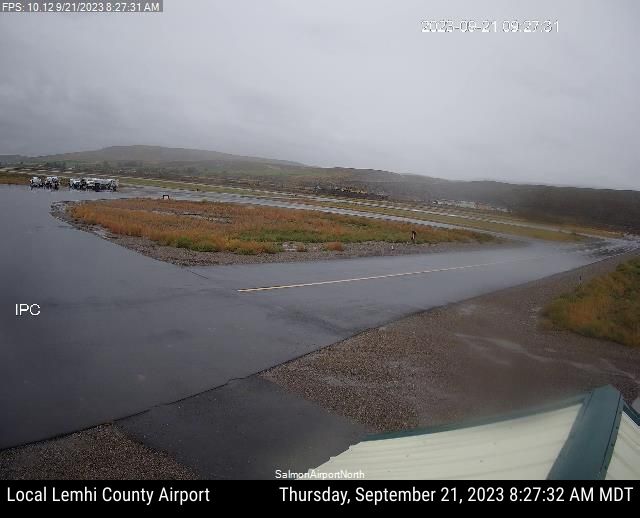 FPS: 10.12 9/21/2023 8:27:31 AM
2023-09-21 09:27:31
IPC
SalmonAirportNorth
Local Lemhi County Airport Thursday, September 21, 2023 8:27:32 AM MDT